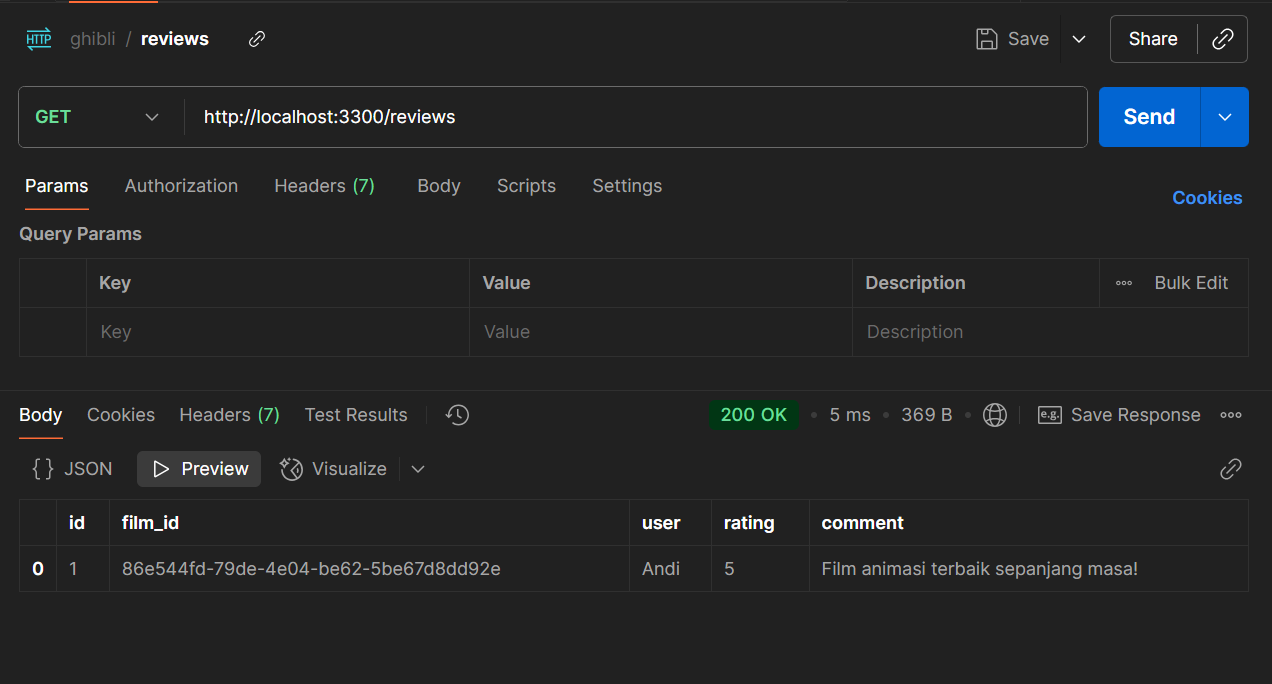 HTTP ghibli / reviews Save Share
GET http://localhost:3300/reviews Send
Params Authorization Headers (7) Body Scripts Settings Cookies
Query Params
Key Value Description Bulk Edit
Key Value Description
Body Cookies Headers (7) Test Results 200 OK • 5 ms • 369 B • e.g. Save Response
{ } JSON Preview Visualize
id film_id user rating comment
0 1 86e544fd-79de-4e04-be62-5be67d8dd92e Andi 5 Film animasi terbaik sepanjang masa!